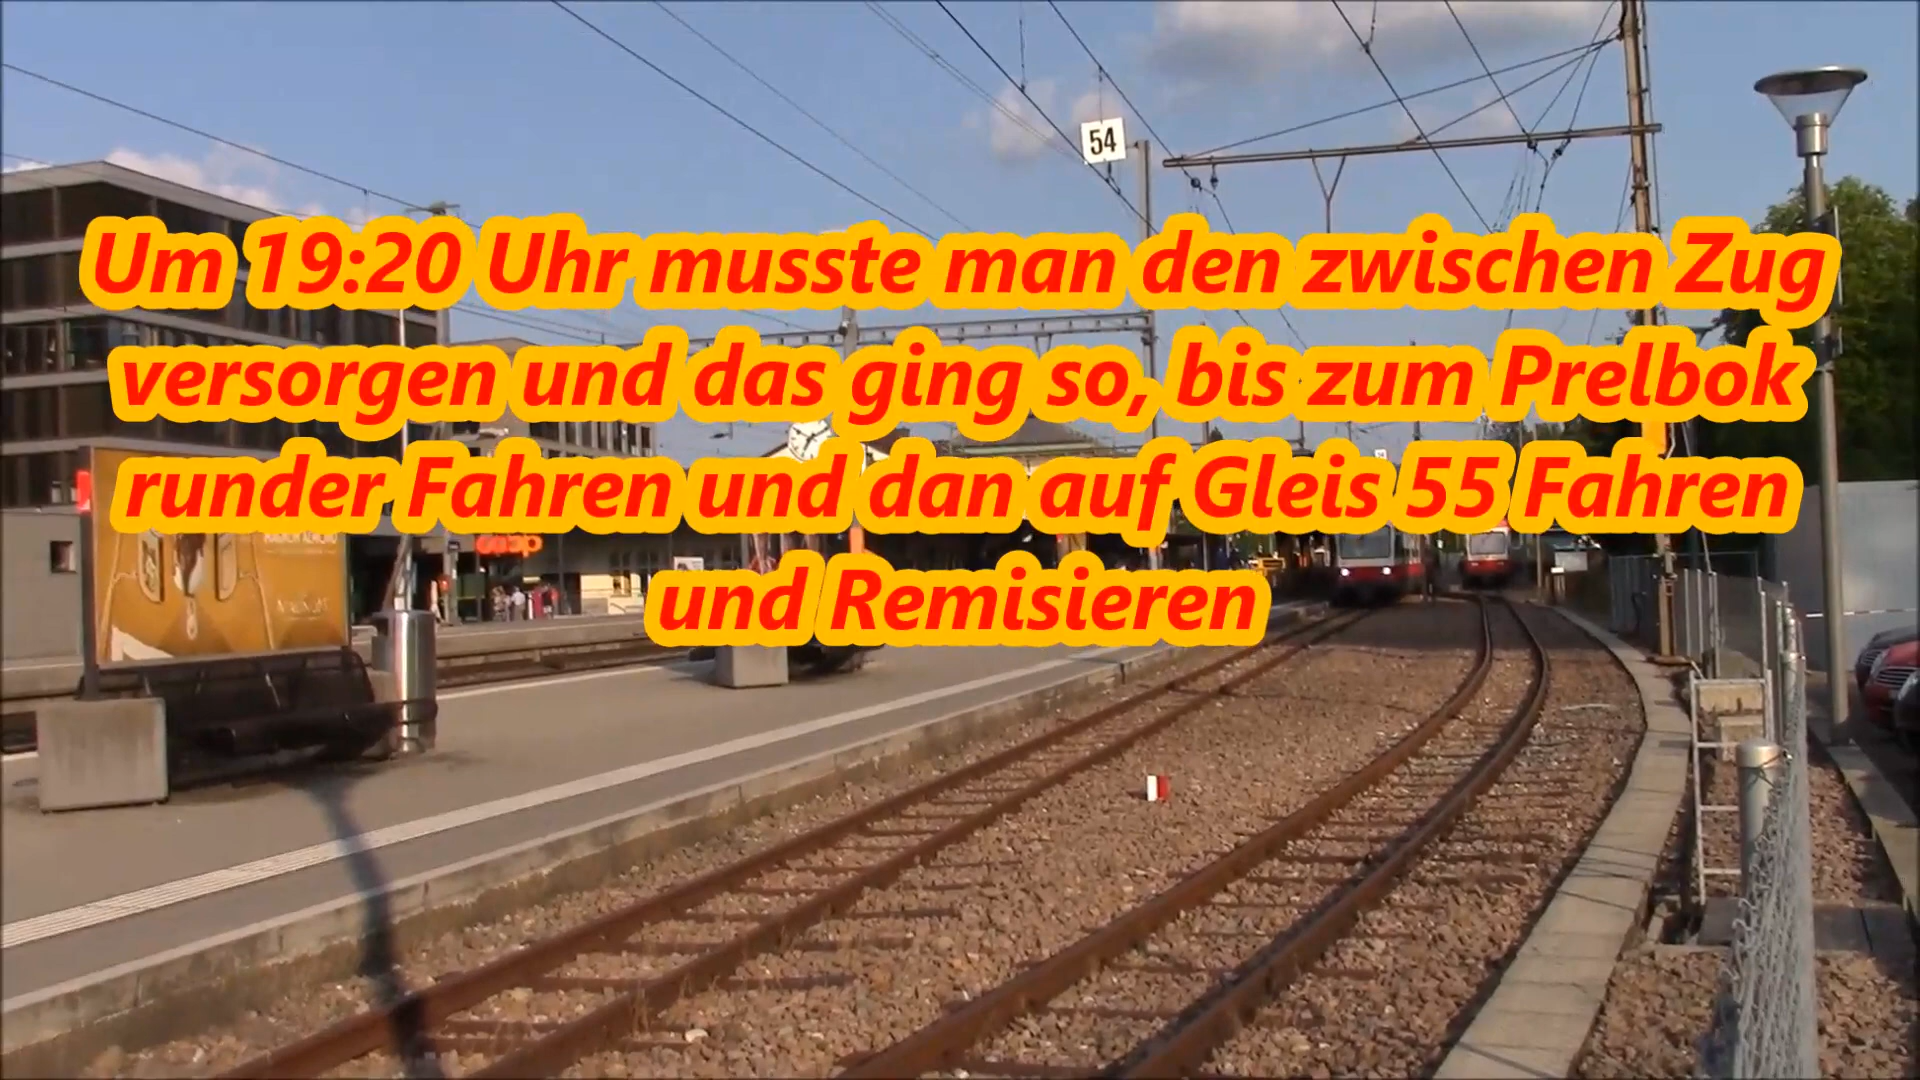 54
Um 19:20 Uhr musste man den zwischen Zug
versorgen und das ging so, bis zum Prelbok
runder Fahren und dan auf Gleis 55 Fahren
und Remisieren
coop